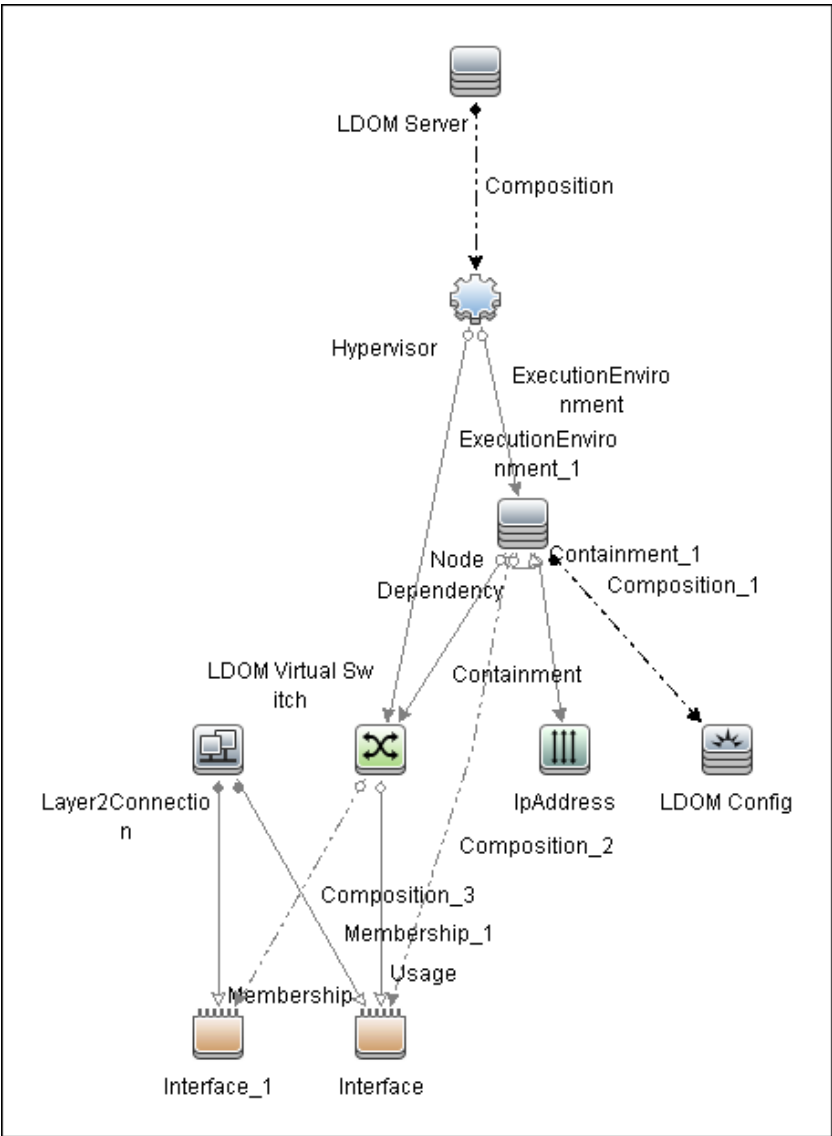 LDOM Server
Composition
Hypervisor
ExecutionEnviro
nment
ExecutionEnviro
nment_1
Node
Containment_1
Dependency
Composition_1
LDOM Virtual Sw
itch
Containment
Layer2Connectio
n
IpAddress
LDOM Config
Composition_2
Composition_3
Membership_1
Usage
Membership
Interface_1
Interface